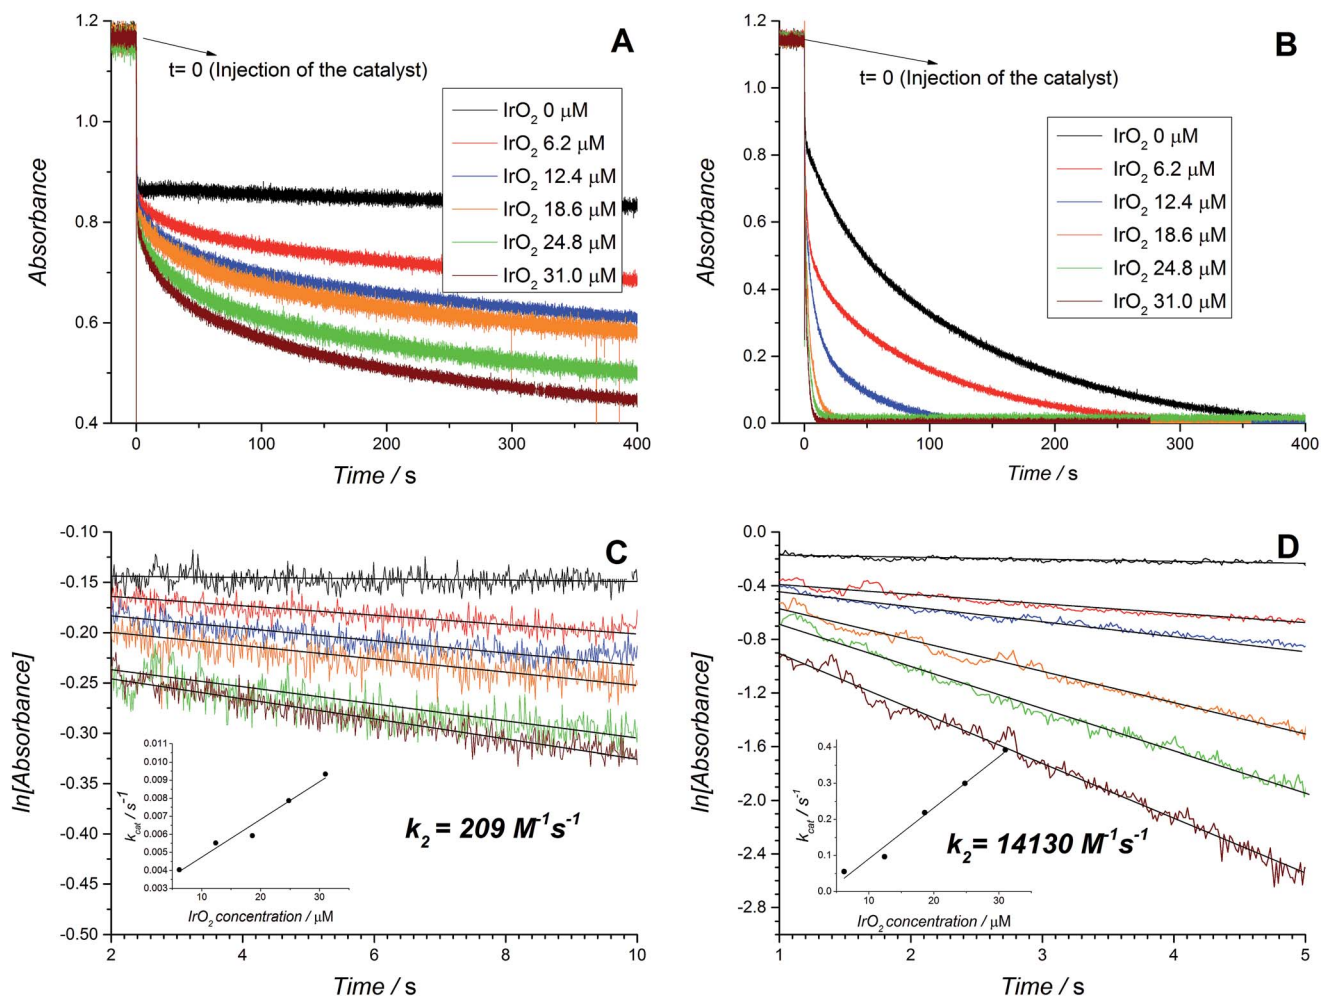 A
t= 0 (Injection of the catalyst)
IrO₂ 0 μM
IrO₂ 6.2 μM
IrO₂ 12.4 μM
IrO₂ 18.6 μM
IrO₂ 24.8 μM
IrO₂ 31.0 μM
1.2
1.0
0.8
0.6
0.4
Absorbance
0
100
200
300
400
Time / s
B
t= 0 (Injection of the catalyst)
IrO₂ 0 μM
IrO₂ 6.2 μM
IrO₂ 12.4 μM
IrO₂ 18.6 μM
IrO₂ 24.8 μM
IrO₂ 31.0 μM
1.2
1.0
0.8
0.6
0.4
0.2
0.0
Absorbance
0
100
200
300
400
Time / s
C
-0.10
-0.15
-0.20
-0.25
-0.30
-0.35
-0.40
-0.45
-0.50
ln[Absorbance]
0.011
0.010
0.009
0.008
0.007
0.006
0.005
0.004
0.003
k_cat / s⁻¹
10
20
30
IrO₂ concentration / μM
k₂ = 209 M⁻¹s⁻¹
2
4
6
8
10
Time / s
D
0.0
-0.4
-0.8
-1.2
-1.6
-2.0
-2.4
-2.8
ln[Absorbance]
0.4
0.3
0.2
0.1
0.0
k_cat / s⁻¹
10
20
30
IrO₂ concentration / μM
k₂= 14130 M⁻¹s⁻¹
1
2
3
4
5
Time / s